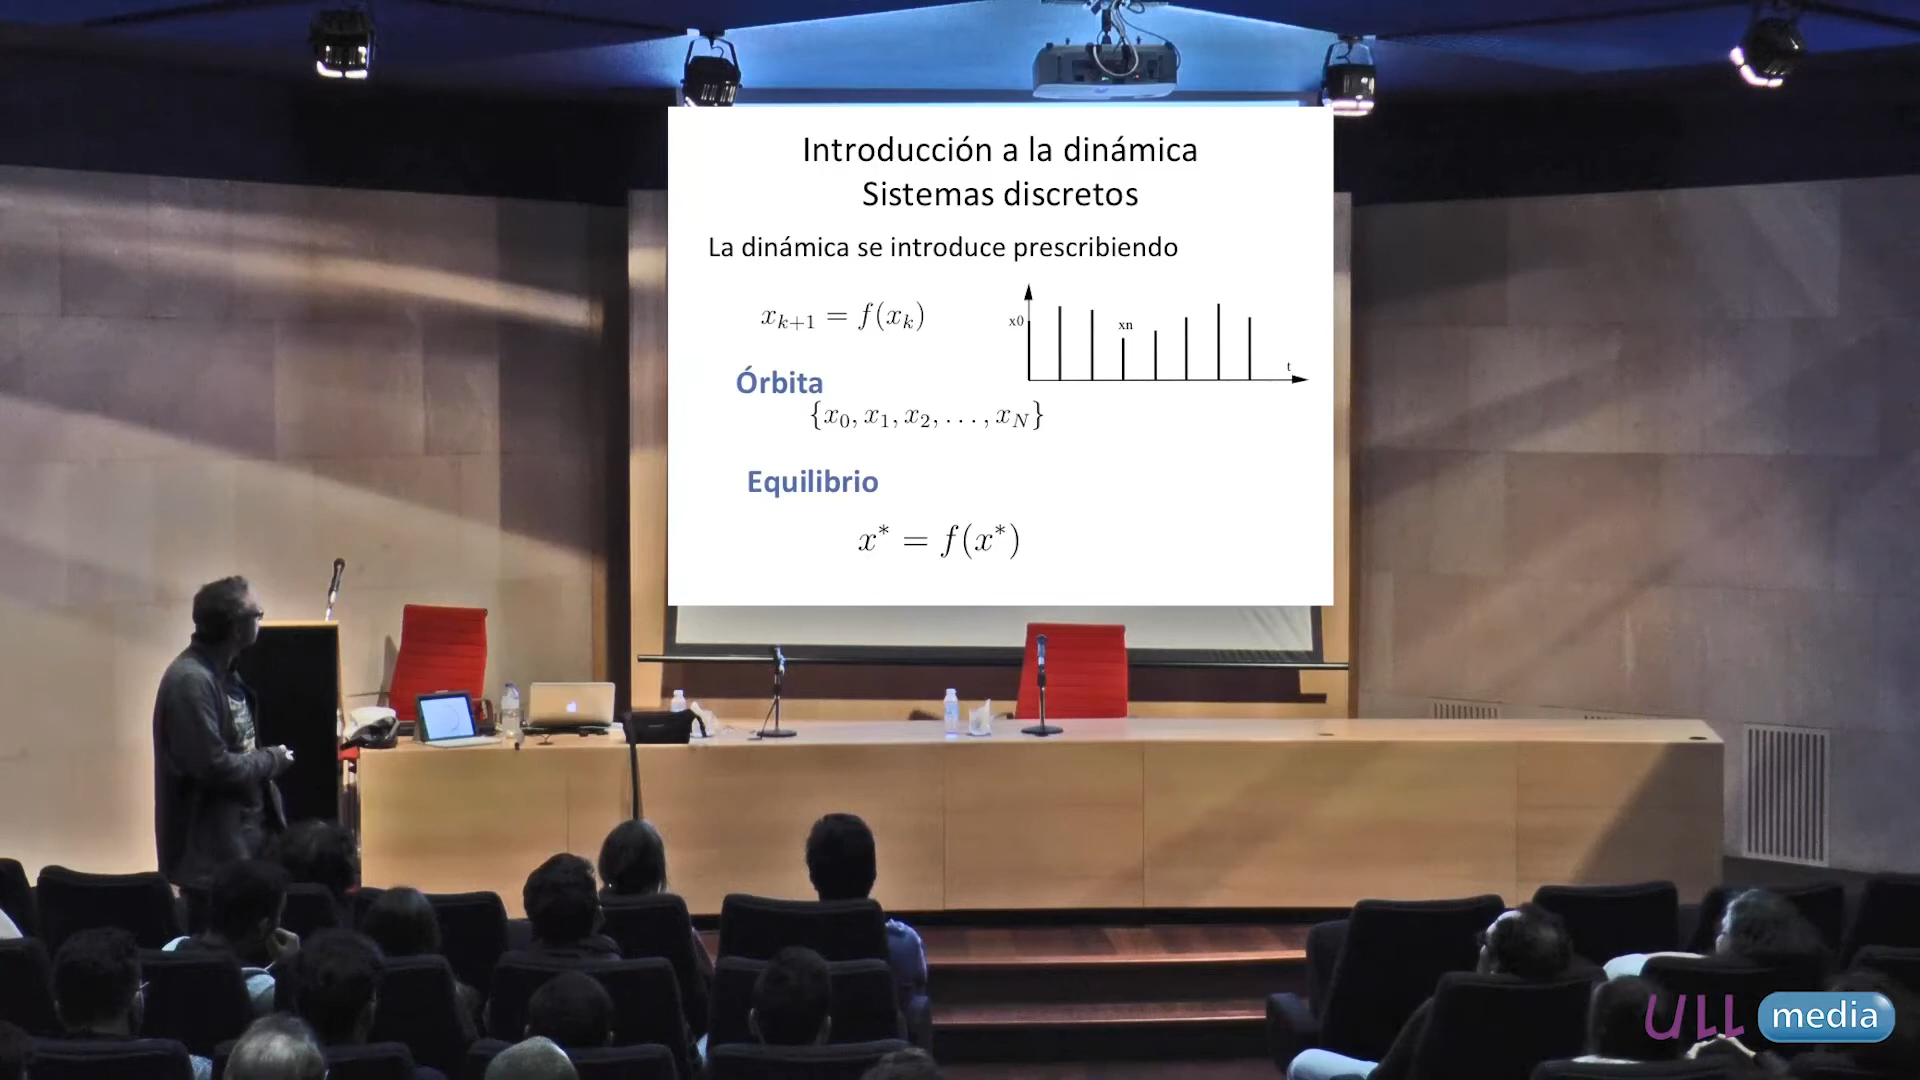 Introducción a la dinámica
Sistemas discretos
La dinámica se introduce prescribiendo
x_{k+1} = f(x_k)
x0
xn
t
Órbita
{x_0, x_1, x_2, . . . , x_N}
Equilibrio
x* = f(x*)
ULL media